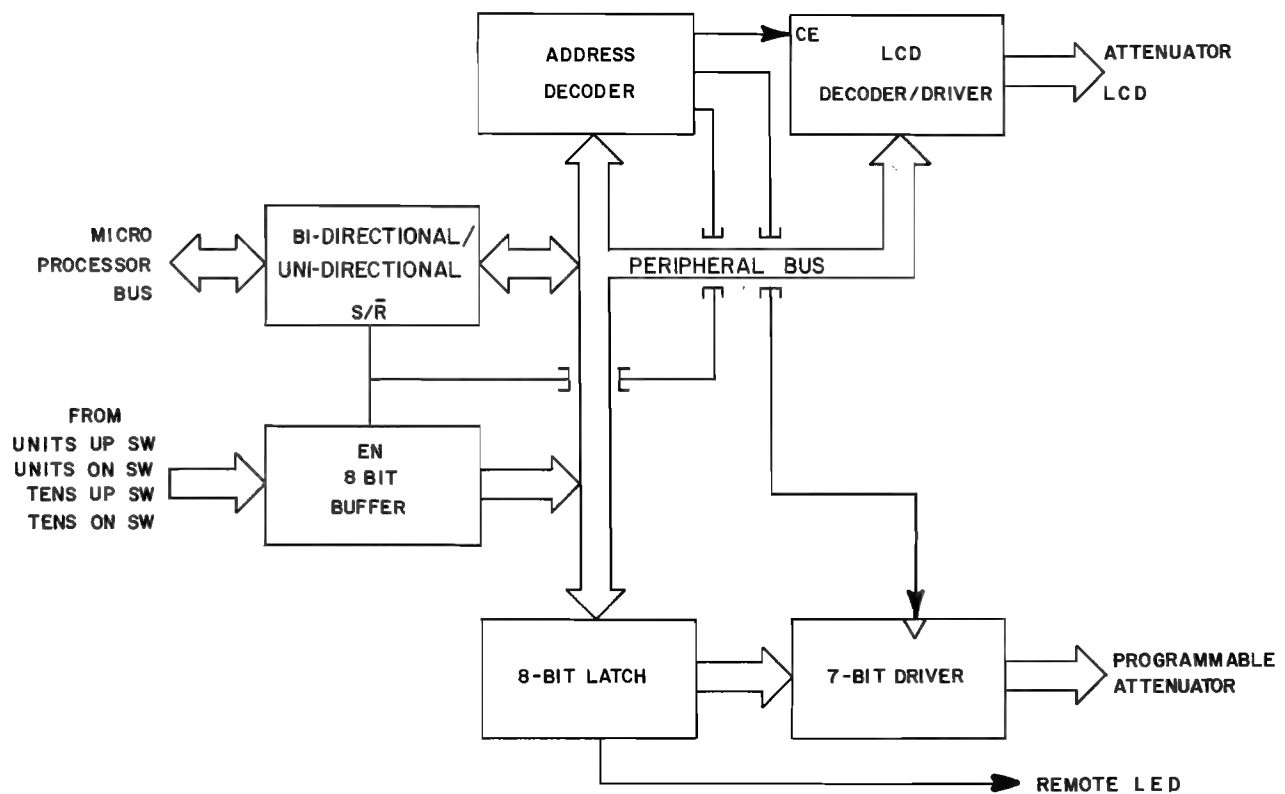 ADDRESS
DECODER
CE
LCD
DECODER/DRIVER
ATTENUATOR
LCD
MICRO
PROCESSOR
BUS
BI-DIRECTIONAL/
UNI-DIRECTIONAL
S/R̅
PERIPHERAL BUS
FROM
UNITS UP SW
UNITS ON SW
TENS UP SW
TENS ON SW
EN
8 BIT
BUFFER
8-BIT LATCH
7-BIT DRIVER
PROGRAMMABLE
ATTENUATOR
REMOTE LED